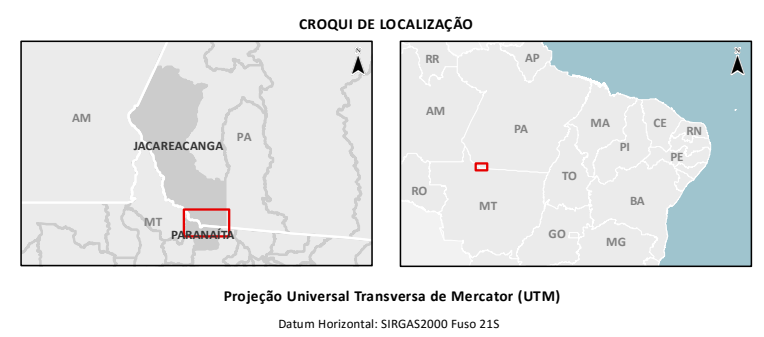 CROQUI DE LOCALIZAÇÃO
N
AM
JACAREACANGA
PA
MT
PARANAÍTA
N
RR
AP
AM
PA
MA
CE
RN
PI
PE
TO
RO
MT
BA
GO
MG
Projeção Universal Transversa de Mercator (UTM)
Datum Horizontal: SIRGAS2000 Fuso 21S